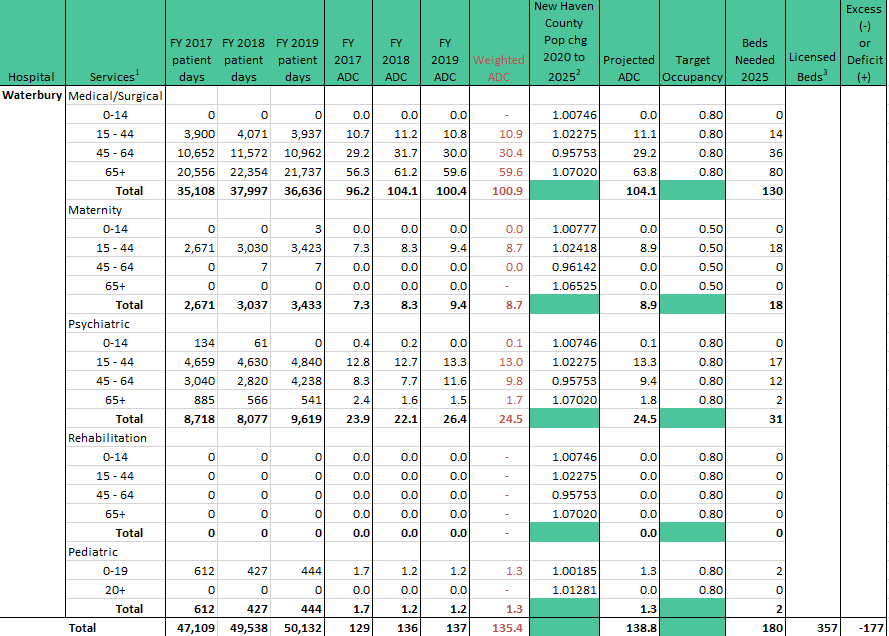 Hospital Services1 FY 2017 patient days FY 2018 patient days FY 2019 patient days FY 2017 ADC FY 2018 ADC FY 2019 ADC Weighted ADC New Haven County Pop chg 2020 to 20252 Projected ADC Target Occupancy Beds Needed 2025 Licensed Beds3 Excess (-) or Deficit (+)
Waterbury Medical/Surgical
0-14 0 0 0 0.0 0.0 0.0 - 1.00746 0.0 0.80 0
15 - 44 3,900 4,071 3,937 10.7 11.2 10.8 10.9 1.02275 11.1 0.80 14
45 - 64 10,652 11,572 10,962 29.2 31.7 30.0 30.4 0.95753 29.2 0.80 36
65+ 20,556 22,354 21,737 56.3 61.2 59.6 59.6 1.07020 63.8 0.80 80
Total 35,108 37,997 36,636 96.2 104.1 100.4 100.9 104.1 130
Maternity
0-14 0 0 3 0.0 0.0 0.0 0.0 1.00777 0.0 0.50 0
15 - 44 2,671 3,030 3,423 7.3 8.3 9.4 8.7 1.02418 8.9 0.50 18
45 - 64 0 7 7 0.0 0.0 0.0 0.0 0.96142 0.0 0.50 0
65+ 0 0 0 0.0 0.0 0.0 - 1.06525 0.0 0.50 0
Total 2,671 3,037 3,433 7.3 8.3 9.4 8.7 8.9 18
Psychiatric
0-14 134 61 0 0.4 0.2 0.0 0.1 1.00746 0.1 0.80 0
15 - 44 4,659 4,630 4,840 12.8 12.7 13.3 13.0 1.02275 13.3 0.80 17
45 - 64 3,040 2,820 4,238 8.3 7.7 11.6 9.8 0.95753 9.4 0.80 12
65+ 885 566 541 2.4 1.6 1.5 1.7 1.07020 1.8 0.80 2
Total 8,718 8,077 9,619 23.9 22.1 26.4 24.5 24.5 31
Rehabilitation
0-14 0 0 0 0.0 0.0 0.0 - 1.00746 0.0 0.80 0
15 - 44 0 0 0 0.0 0.0 0.0 - 1.02275 0.0 0.80 0
45 - 64 0 0 0 0.0 0.0 0.0 - 0.95753 0.0 0.80 0
65+ 0 0 0 0.0 0.0 0.0 - 1.07020 0.0 0.80 0
Total 0 0 0 0.0 0.0 0.0 - 0.0 0
Pediatric
0-19 612 427 444 1.7 1.2 1.2 1.3 1.00185 1.3 0.80 2
20+ 0 0 0 0.0 0.0 0.0 - 1.01281 0.0 0.80 0
Total 612 427 444 1.7 1.2 1.2 1.3 1.3 2
Total 47,109 49,538 50,132 129 136 137 135.4 138.8 180 357 -177